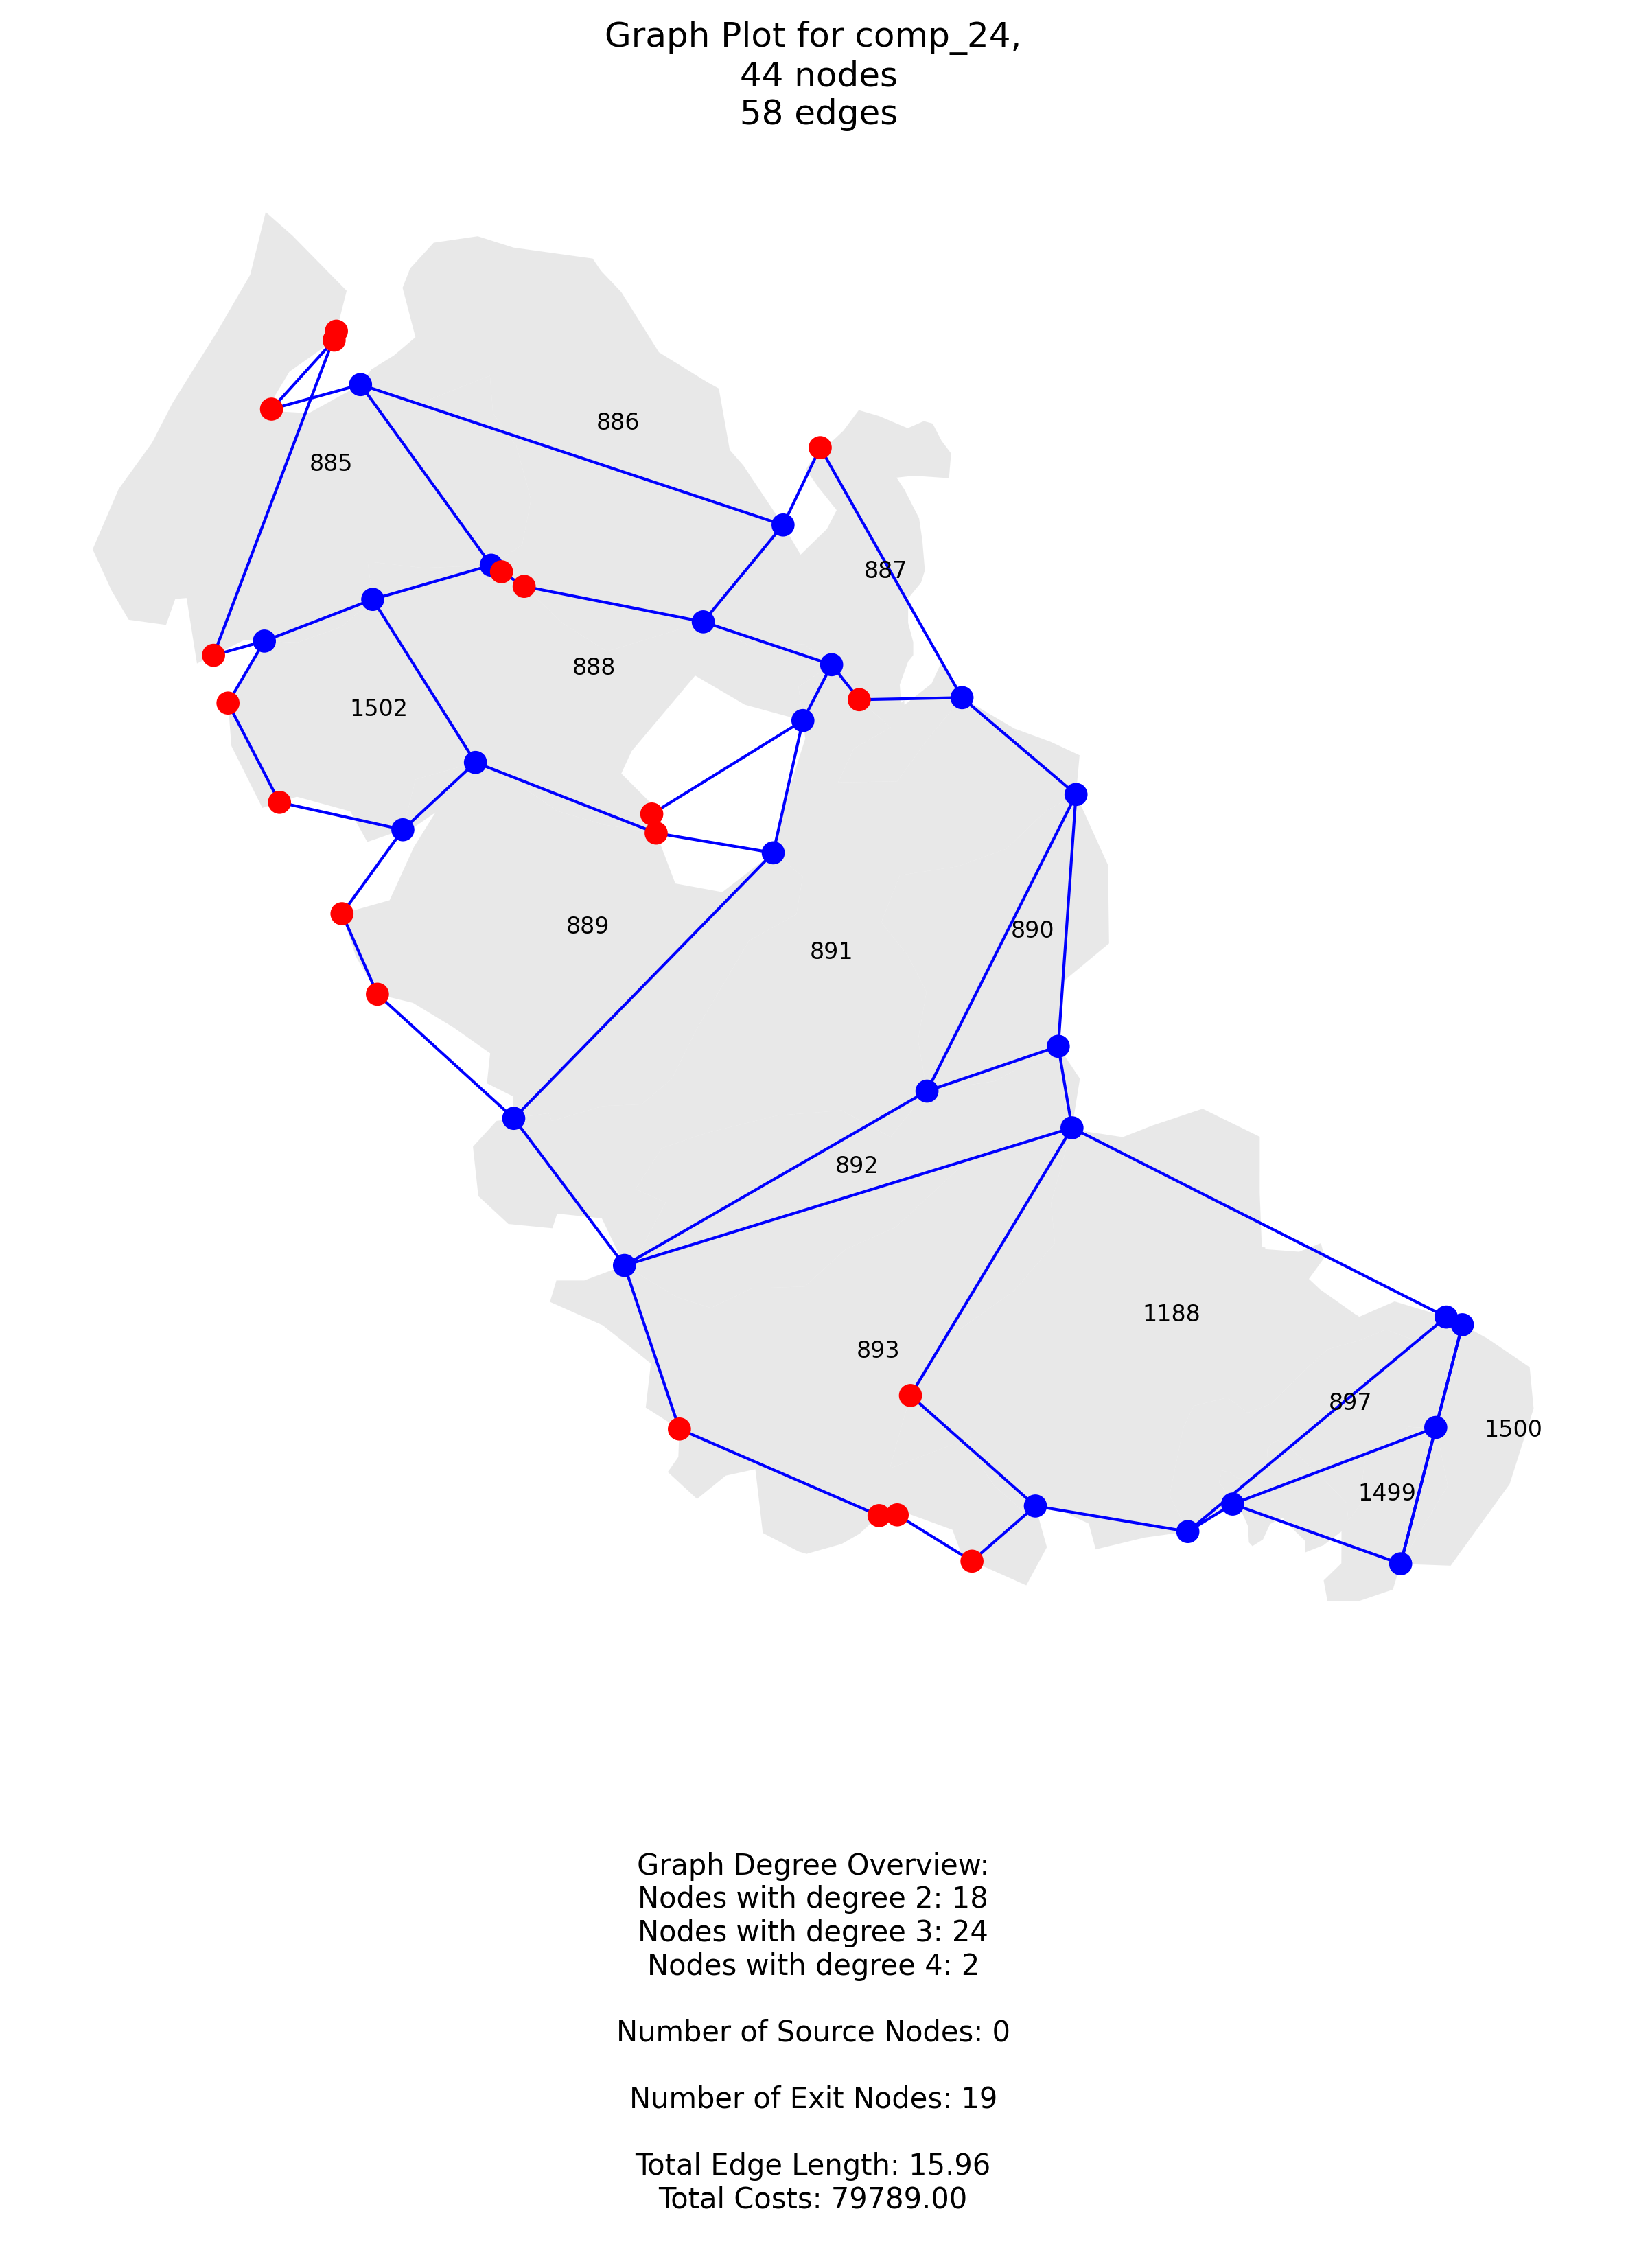 Graph Plot for comp_24,
44 nodes
58 edges
886
885
887
888
1502
889
890
891
892
1188
893
897
1500
1499
Graph Degree Overview:
Nodes with degree 2: 18
Nodes with degree 3: 24
Nodes with degree 4: 2
Number of Source Nodes: 0
Number of Exit Nodes: 19
Total Edge Length: 15.96
Total Costs: 79789.00